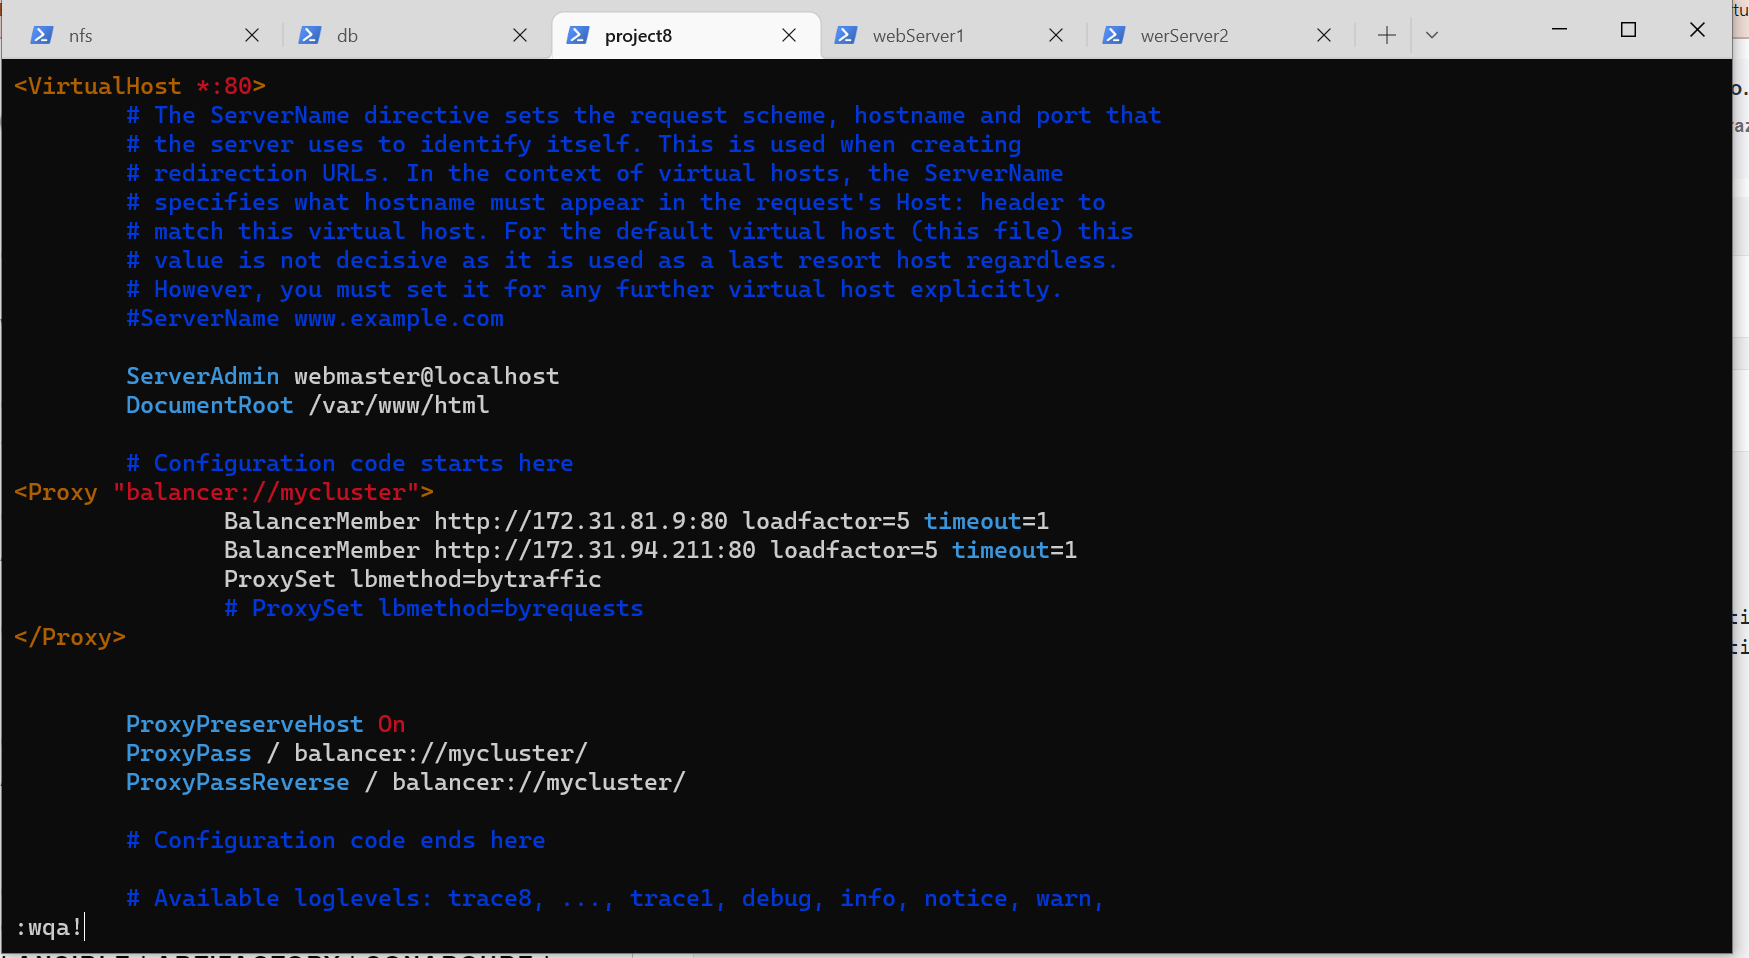 nfs db project8 webServer1 werServer2
<VirtualHost *:80>
# The ServerName directive sets the request scheme, hostname and port that
# the server uses to identify itself. This is used when creating
# redirection URLs. In the context of virtual hosts, the ServerName
# specifies what hostname must appear in the request's Host: header to
# match this virtual host. For the default virtual host (this file) this
# value is not decisive as it is used as a last resort host regardless.
# However, you must set it for any further virtual host explicitly.
#ServerName www.example.com
ServerAdmin webmaster@localhost
DocumentRoot /var/www/html
# Configuration code starts here
<Proxy "balancer://mycluster">
BalancerMember http://172.31.81.9:80 loadfactor=5 timeout=1
BalancerMember http://172.31.94.211:80 loadfactor=5 timeout=1
ProxySet lbmethod=bytraffic
# ProxySet lbmethod=byrequests
</Proxy>
ProxyPreserveHost On
ProxyPass / balancer://mycluster/
ProxyPassReverse / balancer://mycluster/
# Configuration code ends here
# Available loglevels: trace8, ..., trace1, debug, info, notice, warn,
:wqa!